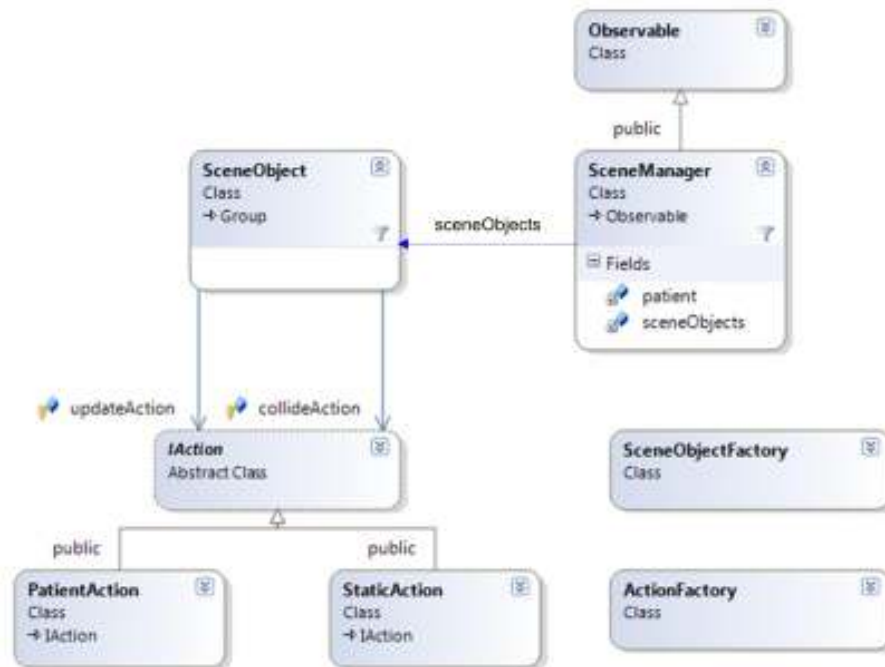 Observable
Class
public
SceneObject
Class
Group
sceneObjects
SceneManager
Class
Observable
Fields
patient
sceneObjects
updateAction
collideAction
IAction
Abstract Class
SceneObjectFactory
Class
public
public
PatientAction
Class
IAction
StaticAction
Class
IAction
ActionFactory
Class